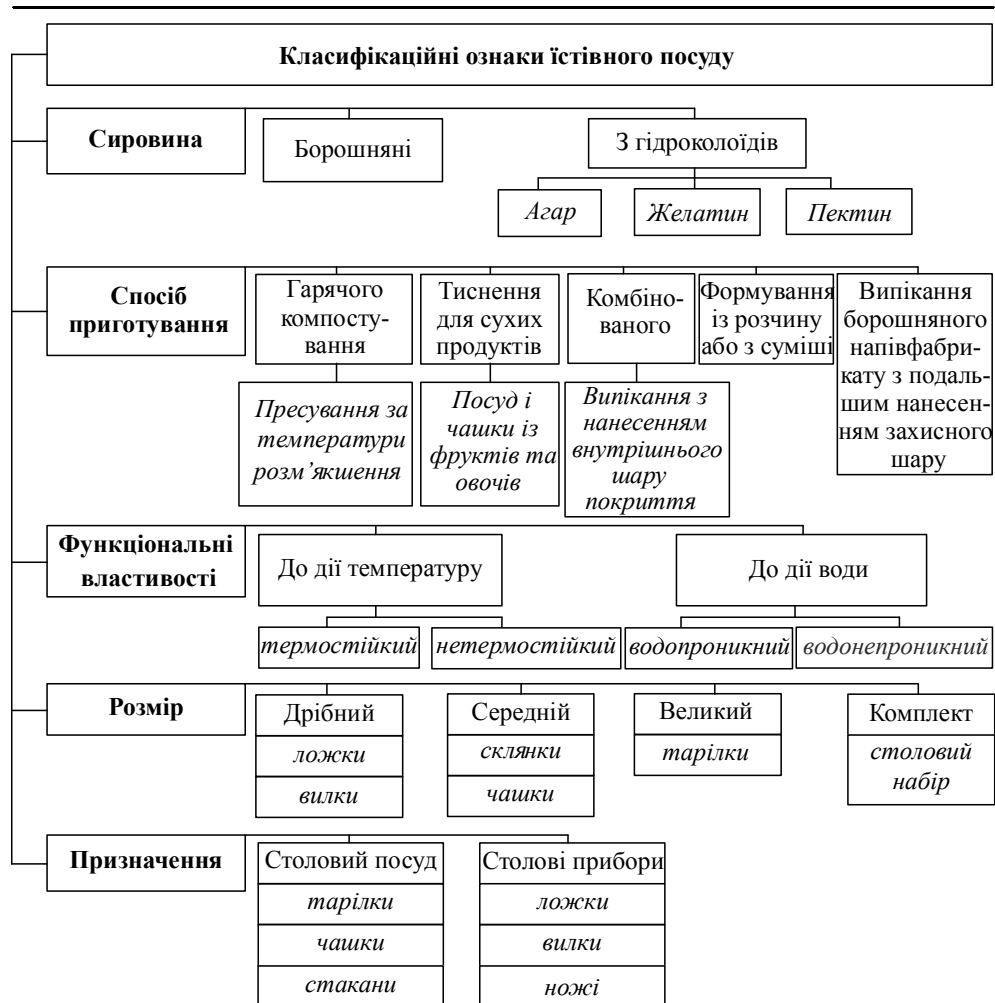 Класифікаційні ознаки їстівного посуду
Сировина
Борошняні
З гідроколоїдів
Агар
Желатин
Пектин
Спосіб
приготування
Гарячого
компосту-
вання
Тиснення
для сухих
продуктів
Комбіно-
ованого
Формування
із розчину
або з суміші
Випікання
борошняного
напівфабри-
кату з подаль-
шим нанесен-
ням захисного
шару
Пресування за
температури
розм’якшення
Посуд і
чашки із
фруктів та
овочів
Випікання з
нанесенням
внутрішнього
шару
покриття
Функціональні
властивості
До дії температуру
До дії води
термостійкий
нетермостійкий
водопроникний
водонепроникний
Розмір
Дрібний
ложки
вилки
Середній
склянки
чашки
Великий
тарілки
Комплект
столовий
набір
Призначення
Столовий посуд
тарілки
чашки
стакани
Столові прибори
ложки
вилки
ножі